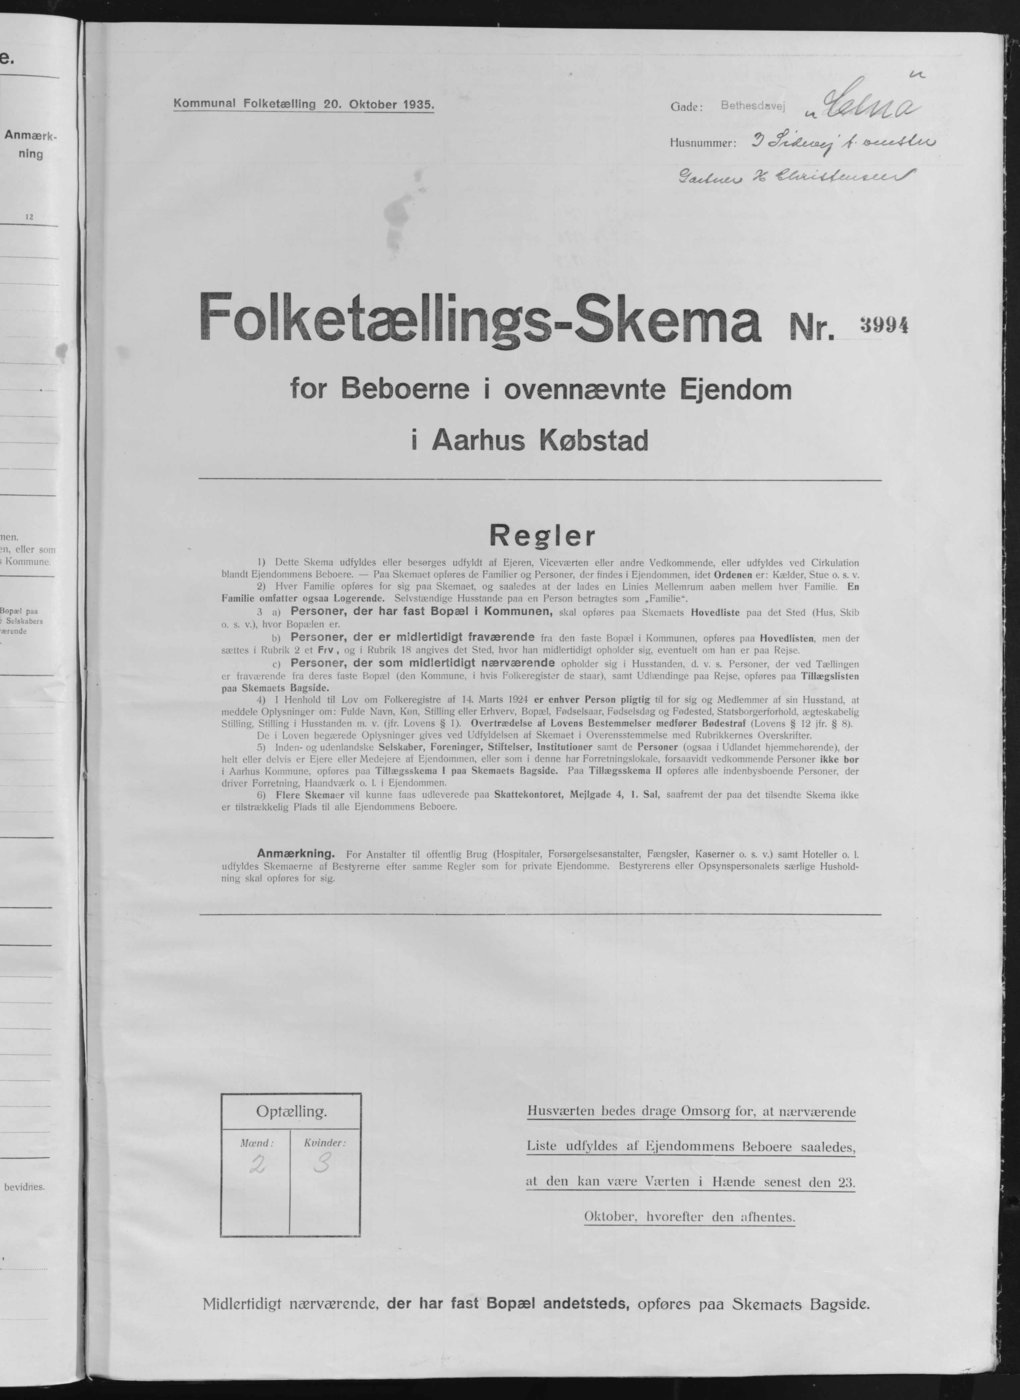 e.
Anmærk-
ning
12
men.
en, eller som
s Kommune.
Bopæl paa
Selskabers
værende
bevidnes.
Kommunal Folketælling 20. Oktober 1935.
Gade: Bethesdavej
Husnummer: 3 Sidevej t. venstre
Gartner H Christensen
Folketællings-Skema Nr. 3994
for Beboerne i ovennævnte Ejendom
i Aarhus Købstad
Regler
1) Dette Skema udfyldes eller besørges udfyldt af Ejeren, Viceværten eller andre Vedkommende, eller udfyldes ved Cirkulation
blandt Ejendommens Beboere. — Paa Skemaet opføres de Familier og Personer, der findes i Ejendommen, idet Ordenen er: Kælder, Stue o. s. v.
2) Hver Familie opføres for sig paa Skemaet, og saaledes at der lades en Linies Mellemrum aaben mellem hver Familie. En
Familie omfatter ogsaa Logerende. Selvstændige Husstande paa en Person betragtes som „Familie“.
3 a) Personer, der har fast Bopæl i Kommunen, skal opføres paa Skemaets Hovedliste paa det Sted (Hus, Skib
o. s. v.), hvor Bopælen er.
b) Personer, der er midlertidigt fraværende fra den faste Bopæl i Kommunen, opføres paa Hovedlisten, men der
sættes i Rubrik 2 et Frv, og i Rubrik 18 angives det Sted, hvor han midlertidigt opholder sig, eventuelt om han er paa Rejse.
c) Personer, der som midlertidigt nærværende opholder sig i Husstanden, d. v. s. Personer, der ved Tællingen
er fraværende fra deres faste Bopæl (den Kommune, i hvis Folkeregister de staar), samt Udlændinge paa Rejse, opføres paa Tillægslisten
paa Skemaets Bagside.
4) I Henhold til Lov om Folkeregistre af 14. Marts 1924 er enhver Person pligtig til for sig og Medlemmer af sin Husstand, at
meddele Oplysninger om: Fulde Navn, Køn, Stilling eller Erhverv, Bopæl, Fødselsaar, Fødselsdag og Fødested, Statsborgerforhold, ægteskabelig
Stilling, Stilling i Husstanden m. v. (jfr. Lovens § 1). Overtrædelse af Lovens Bestemmelser medfører Bødestraf (Lovens § 12 jfr. § 8).
De i Loven begærede Oplysninger gives ved Udfyldelsen af Skemaet i Overensstemmelse med Rubrikkernes Overskrifter.
5) Inden- og udenlandske Selskaber, Foreninger, Stiftelser, Institutioner samt de Personer (ogsaa i Udlandet hjemmehørende), der
helt eller delvis er Ejere eller Medejere af Ejendommen, eller som i denne har Forretningslokale, forsaavidt vedkommende Personer ikke bor
i Aarhus Kommune, opføres paa Tillægsskema I paa Skemaets Bagside. Paa Tillægsskema II opføres alle indenbysboende Personer, der
driver Forretning, Haandværk o. l. i Ejendommen.
6) Flere Skemaer vil kunne faas udleverede paa Skattekontoret, Mejlgade 4, 1. Sal, saafremt der paa det tilsendte Skema ikke
er tilstrækkelig Plads til alle Ejendommens Beboere.
Anmærkning. For Anstalter til offentlig Brug (Hospitaler, Forsørgelsesanstalter, Fængsler, Kaserner o. s. v.) samt Hoteller o. l.
udfyldes Skemaerne af Bestyrerne efter samme Regler som for private Ejendomme. Bestyrerens eller Opsynspersonalets særlige Hushold-
ning skal opføres for sig.
Optælling.
Mænd: Kvinder:
2 3
Husværten bedes drage Omsorg for, at nærværende
Liste udfyldes af Ejendommens Beboere saaledes,
at den kan være Værten i Hænde senest den 23.
Oktober, hvorefter den afhentes.
Midlertidigt nærværende, der har fast Bopæl andetsteds, opføres paa Skemaets Bagside.